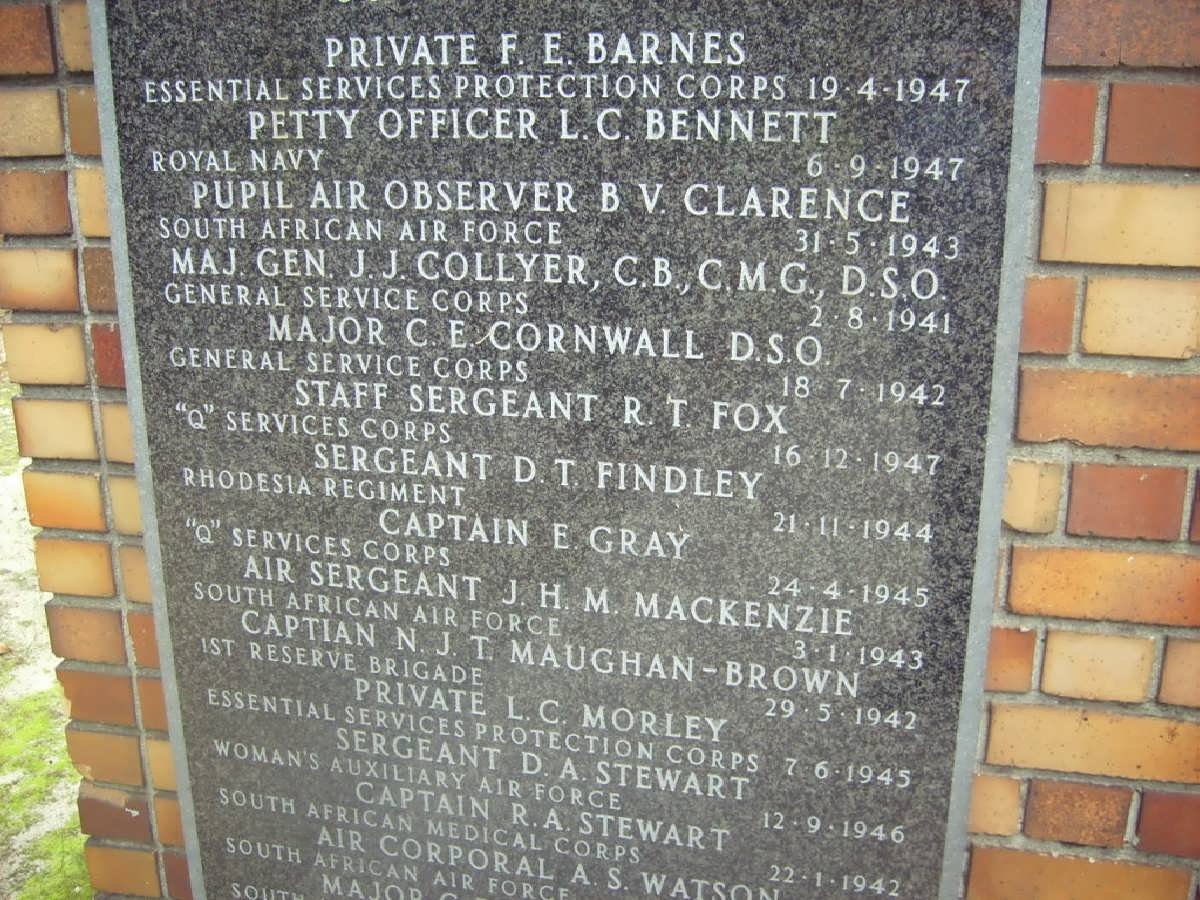 PRIVATE F. E. BARNES
ESSENTIAL SERVICES PROTECTION CORPS 19·4·1947
PETTY OFFICER L. C. BENNETT
ROYAL NAVY 6·9·1947
PUPIL AIR OBSERVER B V. CLARENCE
SOUTH AFRICAN AIR FORCE 31·5·1943
MAJ. GEN. J. J. COLLYER, C.B., C.M.G., D.S.O.
GENERAL SERVICE CORPS 2·8·1941
MAJOR C. E. CORNWALL D.S.O.
GENERAL SERVICE CORPS 18 7·1942
STAFF SERGEANT R. T. FOX
"Q" SERVICES CORPS 16 12·1947
SERGEANT D. T. FINDLEY
RHODESIA REGIMENT 21·11·1944
CAPTAIN E. GRAY
"Q" SERVICES CORPS 24·4·1945
AIR SERGEANT J. H. M. MACKENZIE
SOUTH AFRICAN AIR FORCE 3·1·1943
CAPTIAN N. J. T. MAUGHAN-BROWN
1ST RESERVE BRIGADE 29·5·1942
PRIVATE L. C. MORLEY
ESSENTIAL SERVICES PROTECTION CORPS 7 6·1945
SERGEANT D. A. STEWART
WOMAN'S AUXILIARY AIR FORCE 12·9·1946
CAPTAIN R. A. STEWART
SOUTH AFRICAN MEDICAL CORPS 22·1·1942
AIR CORPORAL A. S. WATSON
SOUTH AFRICAN AIR FORCE
MAJOR
SOUTH